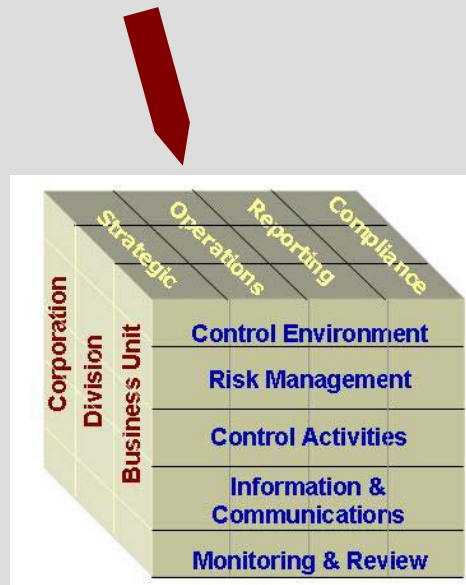 Strategic
Operations
Reporting
Compliance
Corporation
Division
Business Unit
Control Environment
Risk Management
Control Activities
Information &
Communications
Monitoring & Review